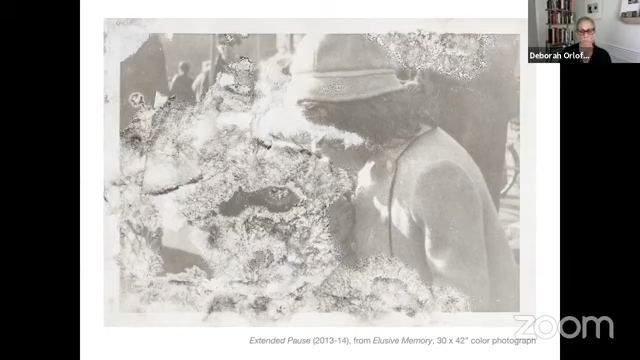 Deborah Orlof...
Extended Pause (2013-14), from Elusive Memory, 30 x 42" color photograph
zoom